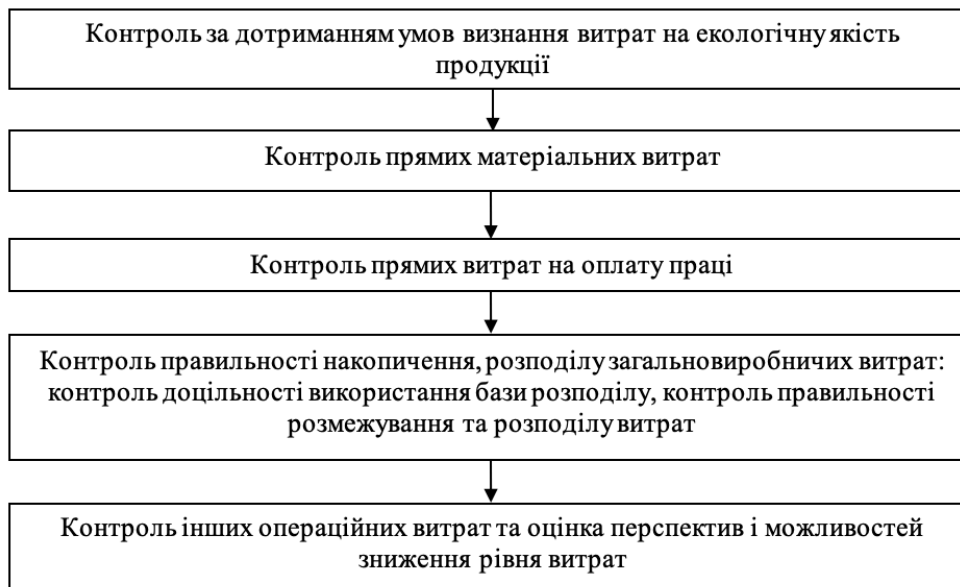 Контроль за дотриманням умов визнання витрат на екологічну якість
продукції
Контроль прямих матеріальних витрат
Контроль прямих витрат на оплату праці
Контроль правильності накопичення, розподілу загальновиробничих витрат:
контроль доцільності використання бази розподілу, контроль правильності
розмежування та розподілу витрат
Контроль інших операційних витрат та оцінка перспектив і можливостей
зниження рівня витрат